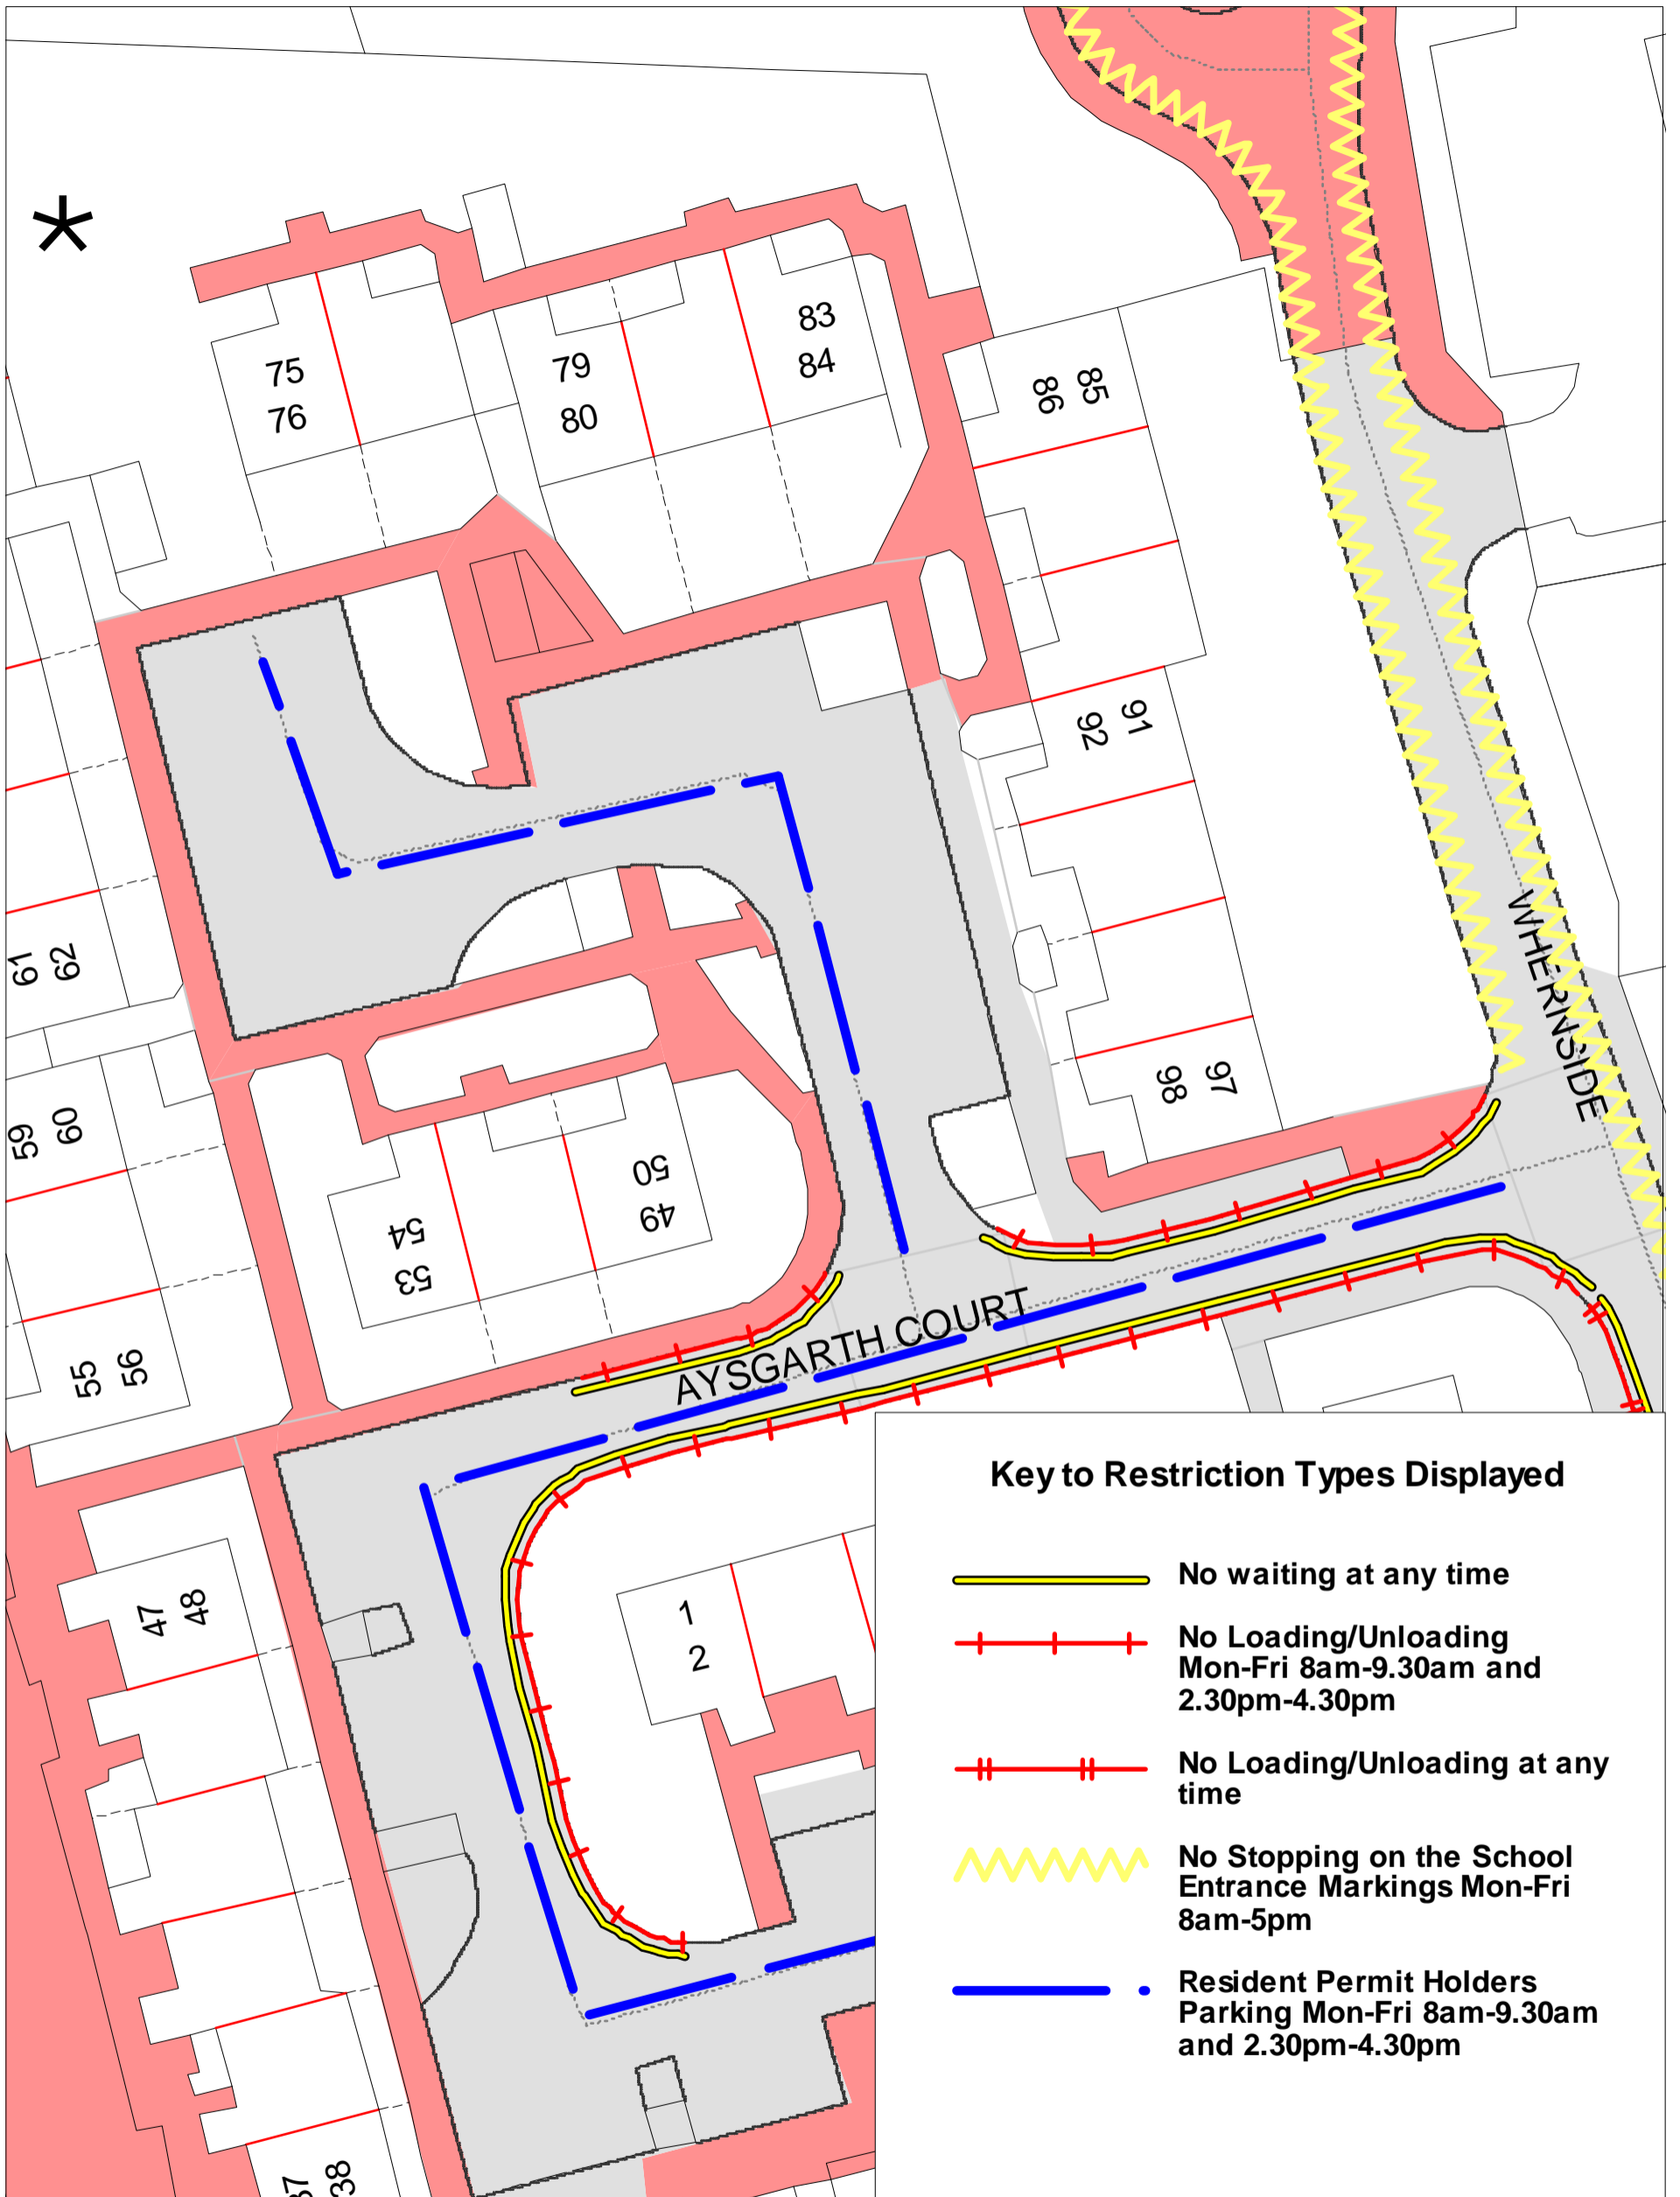 *
83
84
75
76
79
80
85
86
91
92
61
62
97
98
59
60
WHERNSIDE
50
49
54
53
55
56
AYSGARTH COURT
47
48
1
2
37
38
Key to Restriction Types Displayed
No waiting at any time
No Loading/Unloading
Mon-Fri 8am-9.30am and
2.30pm-4.30pm
No Loading/Unloading at any
time
No Stopping on the School
Entrance Markings Mon-Fri
8am-5pm
Resident Permit Holders
Parking Mon-Fri 8am-9.30am
and 2.30pm-4.30pm